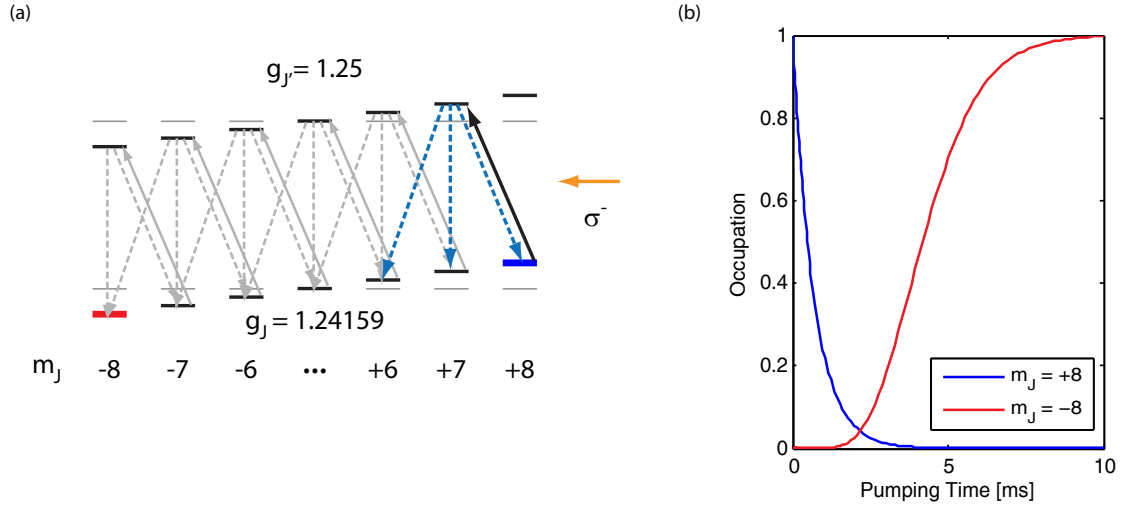 (a)
g_J' = 1.25
σ⁻
g_J = 1.24159
m_J -8 -7 -6 ... +6 +7 +8
(b)
1
0.8
0.6
0.4
0.2
0
Occupation
m_J = +8
m_J = −8
0 5 10
Pumping Time [ms]